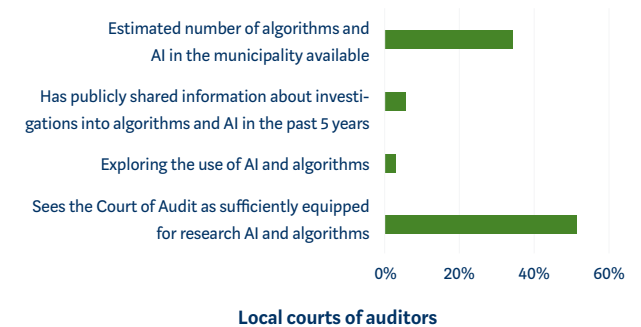 Estimated number of algorithms and
AI in the municipality available
Has publicly shared information about investi-
gations into algorithms and AI in the past 5 years
Exploring the use of AI and algorithms
Sees the Court of Audit as sufficiently equipped
for research AI and algorithms
0% 20% 40% 60%
Local courts of auditors